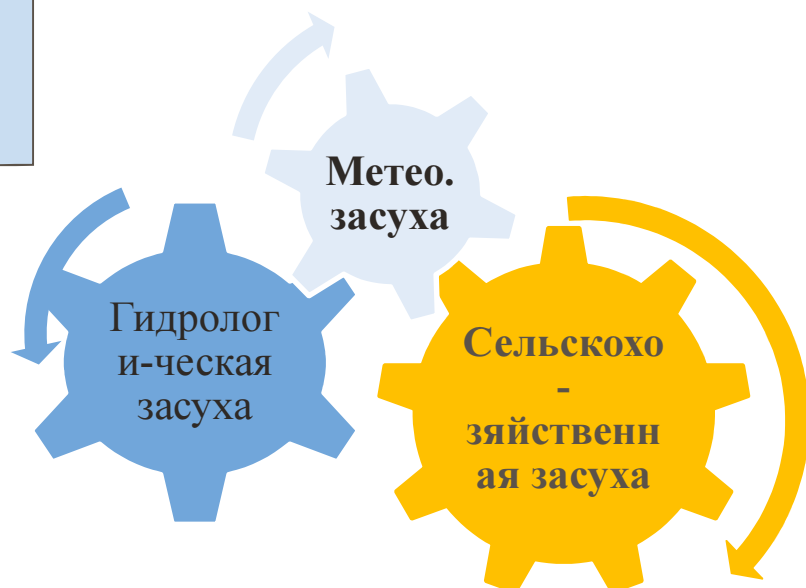 Метео.
засуха
Гидролог
и-ческая
засуха
Сельскохо
-
зяйственн
ая засуха